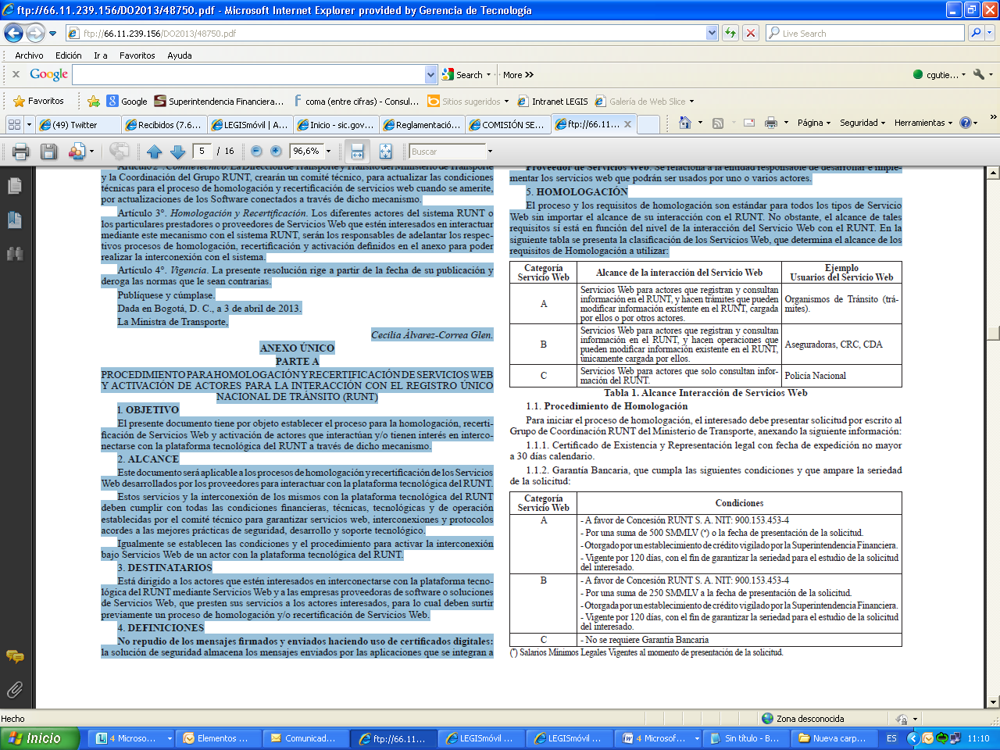 ftp://66.11.239.156/DO2013/48750.pdf - Microsoft Internet Explorer provided by Gerencia de Tecnología
ftp://66.11.239.156/DO2013/48750.pdf
Live Search
Archivo Edición Ir a Favoritos Ayuda
Google
Search
More
cgutie...
Favoritos
Google
Superintendencia Financiera...
coma (entre cifras) - Consul...
Sitios sugeridos
Intranet LEGIS
Galería de Web Slice
(49) Twitter
Recibidos (7.6...
LEGISmóvil | A...
Inicio - sic.gov...
Reglamentació...
COMISIÓN SE...
ftp://66.11....
Página
Seguridad
Herramientas
5 / 16
96,6%
Buscar
Artículo 2°. Comité técnico. La Dirección de Transporte y Tránsito del Ministerio de Transporte
y la Coordinación del Grupo RUNT, crearán un comité técnico, para actualizar las condiciones
técnicas para el proceso de homologación y recertificación de servicios web cuando se amerite,
por actualizaciones de los Software conectados a través de dicho mecanismo.
Artículo 3°. Homologación y Recertificación. Los diferentes actores del sistema RUNT o
los particulares prestadores o proveedores de Servicios Web que estén interesados en interactuar
mediante este mecanismo con el sistema RUNT, serán los responsables de adelantar los respec-
tivos procesos de homologación, recertificación y activación definidos en el anexo para poder
realizar la interconexión con el sistema.
Artículo 4°. Vigencia. La presente resolución rige a partir de la fecha de su publicación y
deroga las normas que le sean contrarias.
Publíquese y cúmplase.
Dada en Bogotá, D. C., a 3 de abril de 2013.
La Ministra de Transporte,
Cecilia Álvarez-Correa Glen.
ANEXO ÚNICO
PARTE A
PROCEDIMIENTO PARA HOMOLOGACIÓN Y RECERTIFICACIÓN DE SERVICIOS WEB
Y ACTIVACIÓN DE ACTORES PARA LA INTERACCIÓN CON EL REGISTRO ÚNICO
NACIONAL DE TRÁNSITO (RUNT)
1. OBJETIVO
El presente documento tiene por objeto establecer el proceso para la homologación, recerti-
ficación de Servicios Web y activación de actores que interactúan y/o tienen interés en interco-
nectarse con la plataforma tecnológica del RUNT a través de dicho mecanismo.
2. ALCANCE
Este documento será aplicable a los procesos de homologación y recertificación de los Servicios
Web desarrollados por los proveedores para interactuar con la plataforma tecnológica del RUNT.
Estos servicios y la interconexión de los mismos con la plataforma tecnológica del RUNT
deben cumplir con todas las condiciones financieras, técnicas, tecnológicas y de operación
establecidas por el comité técnico para garantizar servicios web, interconexiones y protocolos
acordes a las mejores prácticas de seguridad, desarrollo y soporte tecnológico.
Igualmente se establecen las condiciones y el procedimiento para activar la interconexión
bajo Servicios Web de un actor con la plataforma tecnológica del RUNT.
3. DESTINATARIOS
Está dirigido a los actores que estén interesados en interconectarse con la plataforma tecno-
lógica del RUNT mediante Servicios Web y a las empresas proveedoras de software o soluciones
de Servicios Web, que presten sus servicios a los actores interesados, para lo cual deben surtir
previamente un proceso de homologación y/o recertificación de Servicios Web.
4. DEFINICIONES
No repudio de los mensajes firmados y enviados haciendo uso de certificados digitales:
la solución de seguridad almacena los mensajes enviados por las aplicaciones que se integran a
Proveedor de Servicios Web. Se relaciona a la entidad responsable de desarrollar e imple-
mentar los servicios web que podrán ser usados por uno o varios actores.
5. HOMOLOGACIÓN
El proceso y los requisitos de homologación son estándar para todos los tipos de Servicio
Web sin importar el alcance de su interacción con el RUNT. No obstante, el alcance de tales
requisitos sí está en función del nivel de la interacción del Servicio Web con el RUNT. En la
siguiente tabla se presenta la clasificación de los Servicios Web, que determina el alcance de los
requisitos de Homologación a utilizar:
Categoría Servicio Web
Alcance de la interacción del Servicio Web
Ejemplo Usuarios del Servicio Web
A
Servicios Web para actores que registran y consultan
información en el RUNT, y hacen trámites que pueden
modificar información existente en el RUNT, cargada
por ellos o por otros actores.
Organismos de Tránsito (trá-
mites).
B
Servicios Web para actores que registran y consultan
información en el RUNT, y hacen operaciones que
pueden modificar información existente en el RUNT,
únicamente cargada por ellos.
Aseguradoras, CRC, CDA
C
Servicios Web para actores que solo consultan infor-
mación del RUNT.
Policía Nacional
Tabla 1. Alcance Interacción de Servicios Web
1.1. Procedimiento de Homologación
Para iniciar el proceso de homologación, el interesado debe presentar solicitud por escrito al
Grupo de Coordinación RUNT del Ministerio de Transporte, anexando la siguiente información:
1.1.1. Certificado de Existencia y Representación legal con fecha de expedición no mayor
a 30 días calendario.
1.1.2. Garantía Bancaria, que cumpla las siguientes condiciones y que ampare la seriedad
de la solicitud:
Categoría Servicio Web
Condiciones
A
- A favor de Concesión RUNT S. A. NIT: 900.153.453-4
- Por una suma de 500 SMMLV (*) o la fecha de presentación de la solicitud.
- Otorgado por un establecimiento de crédito vigilado por la Superintendencia Financiera.
- Vigente por 120 días, con el fin de garantizar la seriedad para el estudio de la solicitud
del interesado.
B
- A favor de Concesión RUNT S. A. NIT: 900.153.453-4
- Por una suma de 250 SMMLV a la fecha de presentación de la solicitud.
- Otorgado por un establecimiento de crédito vigilado por la Superintendencia Financiera.
- Vigente por 120 días, con el fin de garantizar la seriedad para el estudio de la solicitud
del interesado.
C
- No se requiere Garantía Bancaria
(*) Salarios Mínimos Legales Vigentes al momento de presentación de la solicitud.
Hecho
Zona desconocida
Inicio
4 Microso...
Elementos ...
Comunicad...
ftp://66.11...
LEGISmóvil ...
LEGISmóvil ...
4 Microsof...
Sin título - B...
Nueva carp...
ES
11:10